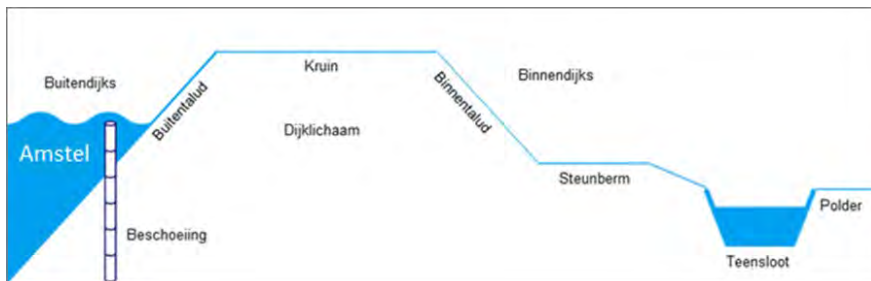 Buitendijks
Kruin
Binnendijks
Buitentalud
Binnentalud
Dijklichaam
Amstel
Steunberm
Polder
Beschoeiing
Teensloot